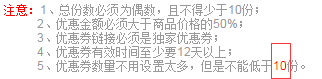 注意： 1、总份数必须为偶数，且不得少于10份；
2、优惠金额必须大于商品价格的50%；
3、优惠券链接必须是独家优惠券；
4、优惠券有效时间至少要12天以上；
5、优惠券数量不用设置太多，但是不能低于10份。